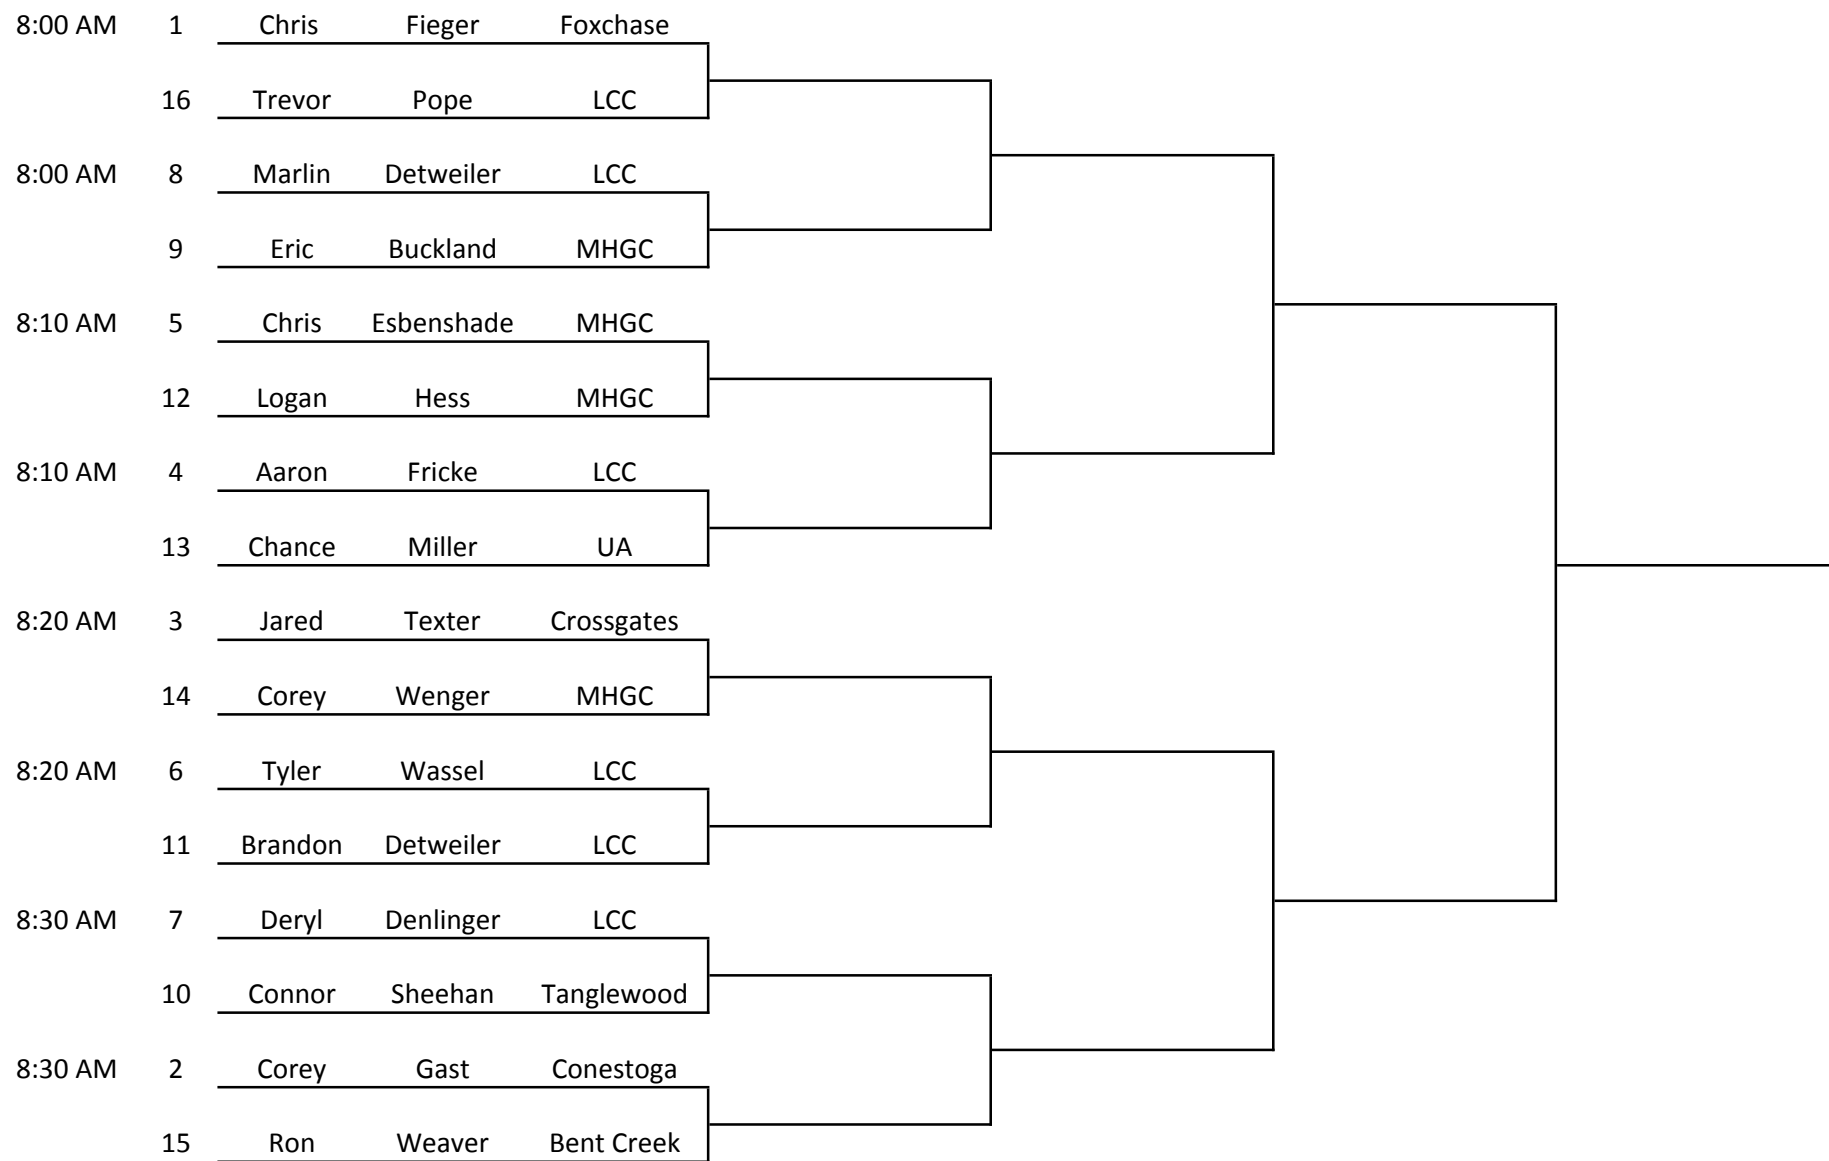 8:00 AM 1 Chris Fieger Foxchase
16 Trevor Pope LCC
8:00 AM 8 Marlin Detweiler LCC
9 Eric Buckland MHGC
8:10 AM 5 Chris Esbenshade MHGC
12 Logan Hess MHGC
8:10 AM 4 Aaron Fricke LCC
13 Chance Miller UA
8:20 AM 3 Jared Texter Crossgates
14 Corey Wenger MHGC
8:20 AM 6 Tyler Wassel LCC
11 Brandon Detweiler LCC
8:30 AM 7 Deryl Denlinger LCC
10 Connor Sheehan Tanglewood
8:30 AM 2 Corey Gast Conestoga
15 Ron Weaver Bent Creek